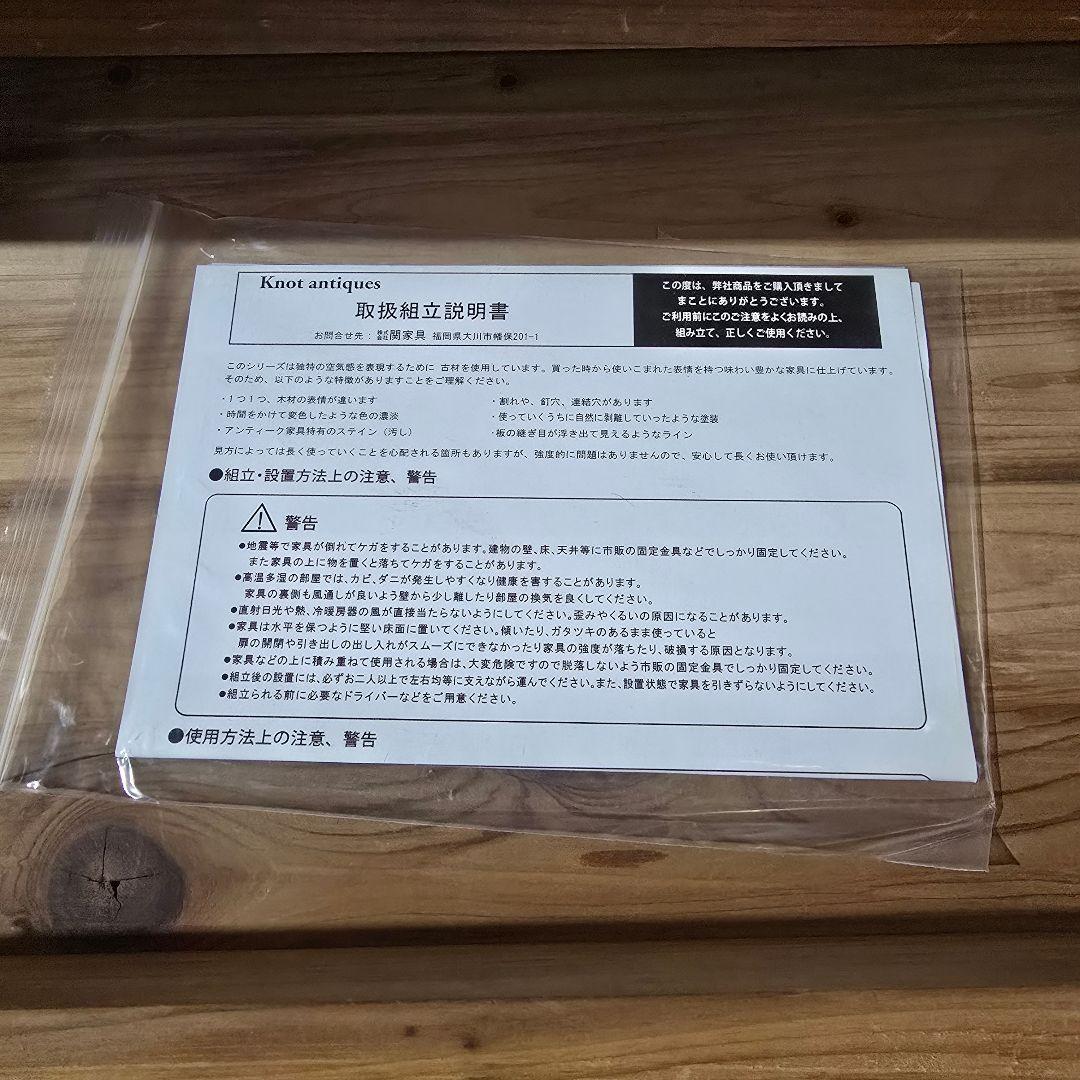 Knot antiques
取扱組立説明書
お問合せ先：株式会社関家具 福岡県大川市幡保201-1
この度は、弊社商品をご購入頂きまして
まことにありがとうございます。
ご利用前にこのご注意をよくお読みの上、
組み立て、正しくご使用ください。
このシリーズは独特の空気感を表現するために 古材を使用しています。買った時から使いこまれた表情を持つ味わい豊かな家具に仕上げています。
そのため、以下のような特徴がありますことをご理解ください。
・1つ1つ、木材の表情が違います
・時間をかけて変色したような色の濃淡
・アンティーク家具特有のステイン（汚し）
・割れや、釘穴、連結穴があります
・使っていくうちに自然に剥離していったような塗装
・板の継ぎ目が浮き出て見えるようなライン
見方によっては長く使っていくことを心配される箇所もありますが、強度的に問題はありませんので、安心して長くお使い頂けます。
●組立・設置方法上の注意、警告
警告
●地震等で家具が倒れてケガをすることがあります。建物の壁、床、天井等に市販の固定金具などでしっかり固定してください。
また家具の上に物を置くと落ちてケガをすることがあります。
●高温多湿の部屋では、カビ、ダニが発生しやすくなり健康を害することがあります。
家具の裏側も風通しが良いよう壁から少し離したり部屋の換気を良くしてください。
●直射日光や熱、冷暖房器の風が直接当たらないようにしてください。歪みやくるいの原因になることがあります。
●家具は水平を保つように堅い床面に置いてください。傾いたり、ガタツキのあるまま使っていると
扉の開閉や引き出しの出し入れがスムーズにできなかったり家具の強度が落ちたり、破損する原因となります。
●家具などの上に積み重ねて使用される場合は、大変危険ですので脱落しないよう市販の固定金具でしっかり固定してください。
●組立後の設置には、必ずお二人以上で左右均等に支えながら運んでください。また、設置状態で家具を引きずらないようにしてください。
●組立られる前に必要なドライバーなどをご用意ください。
●使用方法上の注意、警告